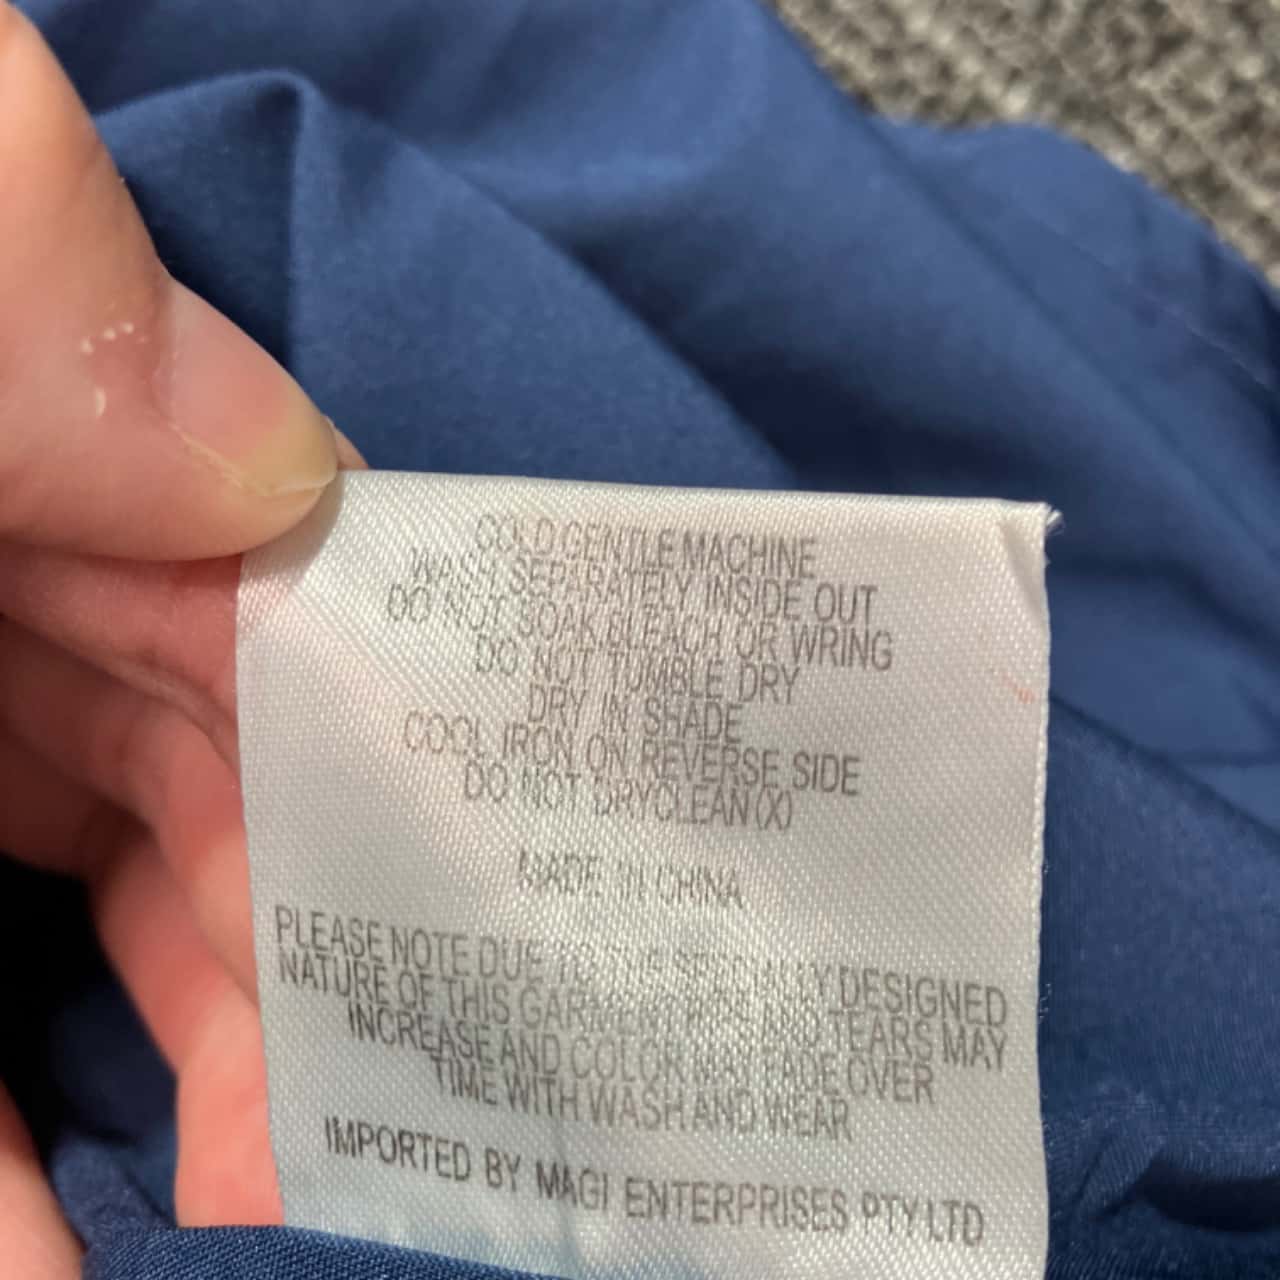 COLD GENTLE MACHINE
WASH SEPARATELY INSIDE OUT
DO NOT SOAK,BLEACH OR WRING
DO NOT TUMBLE DRY
DRY IN SHADE
COOL IRON ON REVERSE SIDE
DO NOT DRYCLEAN(X)
MADE IN CHINA
PLEASE NOTE DUE TO THE SPECIALLY DESIGNED
NATURE OF THIS GARMENT RIPS AND TEARS MAY
INCREASE AND COLOR MAY FADE OVER
TIME WITH WASH AND WEAR
IMPORTED BY MAGI ENTERPRISES PTY LTD